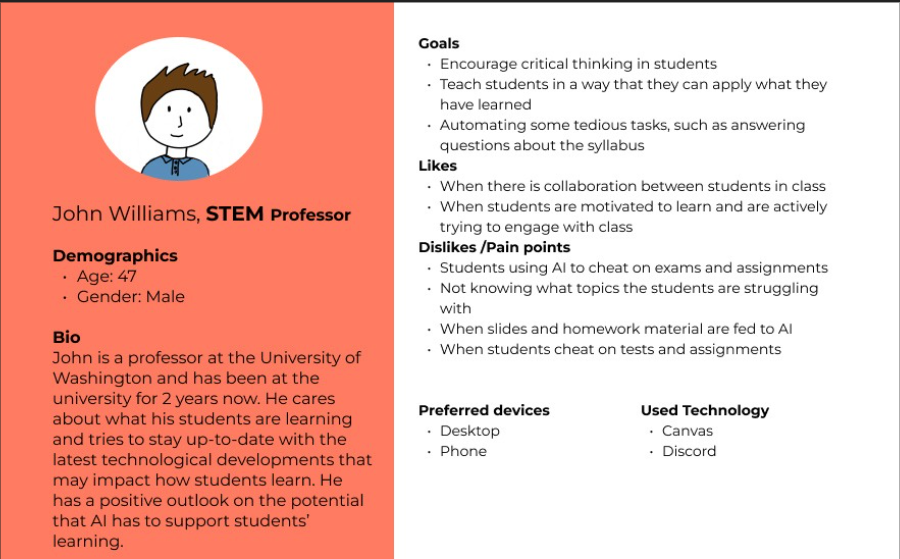 John Williams, STEM Professor
Demographics
• Age: 47
• Gender: Male
Bio
John is a professor at the University of
Washington and has been at the
university for 2 years now. He cares
about what his students are learning
and tries to stay up-to-date with the
latest technological developments that
may impact how students learn. He
has a positive outlook on the potential
that AI has to support students’
learning.
Goals
• Encourage critical thinking in students
• Teach students in a way that they can apply what they
have learned
• Automating some tedious tasks, such as answering
questions about the syllabus
Likes
• When there is collaboration between students in class
• When students are motivated to learn and are actively
trying to engage with class
Dislikes /Pain points
• Students using AI to cheat on exams and assignments
• Not knowing what topics the students are struggling
with
• When slides and homework material are fed to AI
• When students cheat on tests and assignments
Preferred devices
• Desktop
• Phone
Used Technology
• Canvas
• Discord